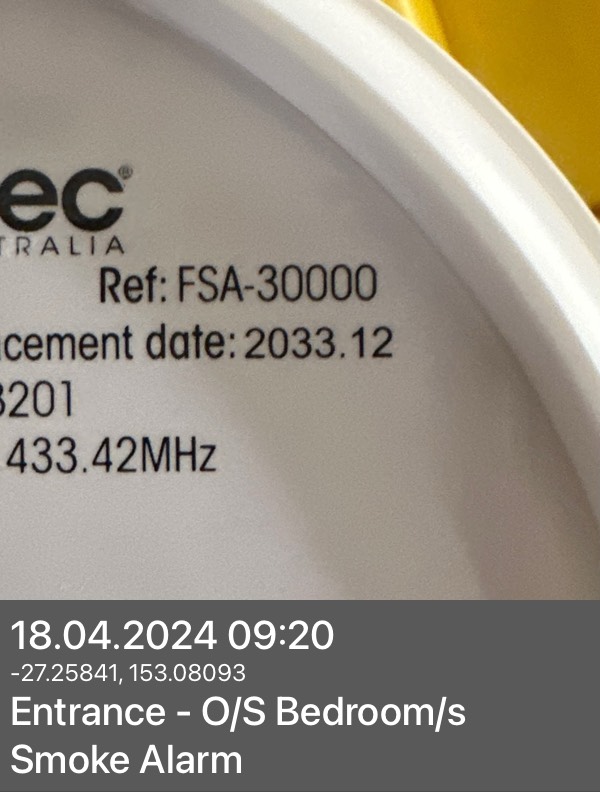 ec®
TRALIA
Ref: FSA-30000
cement date: 2033.12
3201
433.42MHz
18.04.2024 09:20
-27.25841, 153.08093
Entrance - O/S Bedroom/s
Smoke Alarm